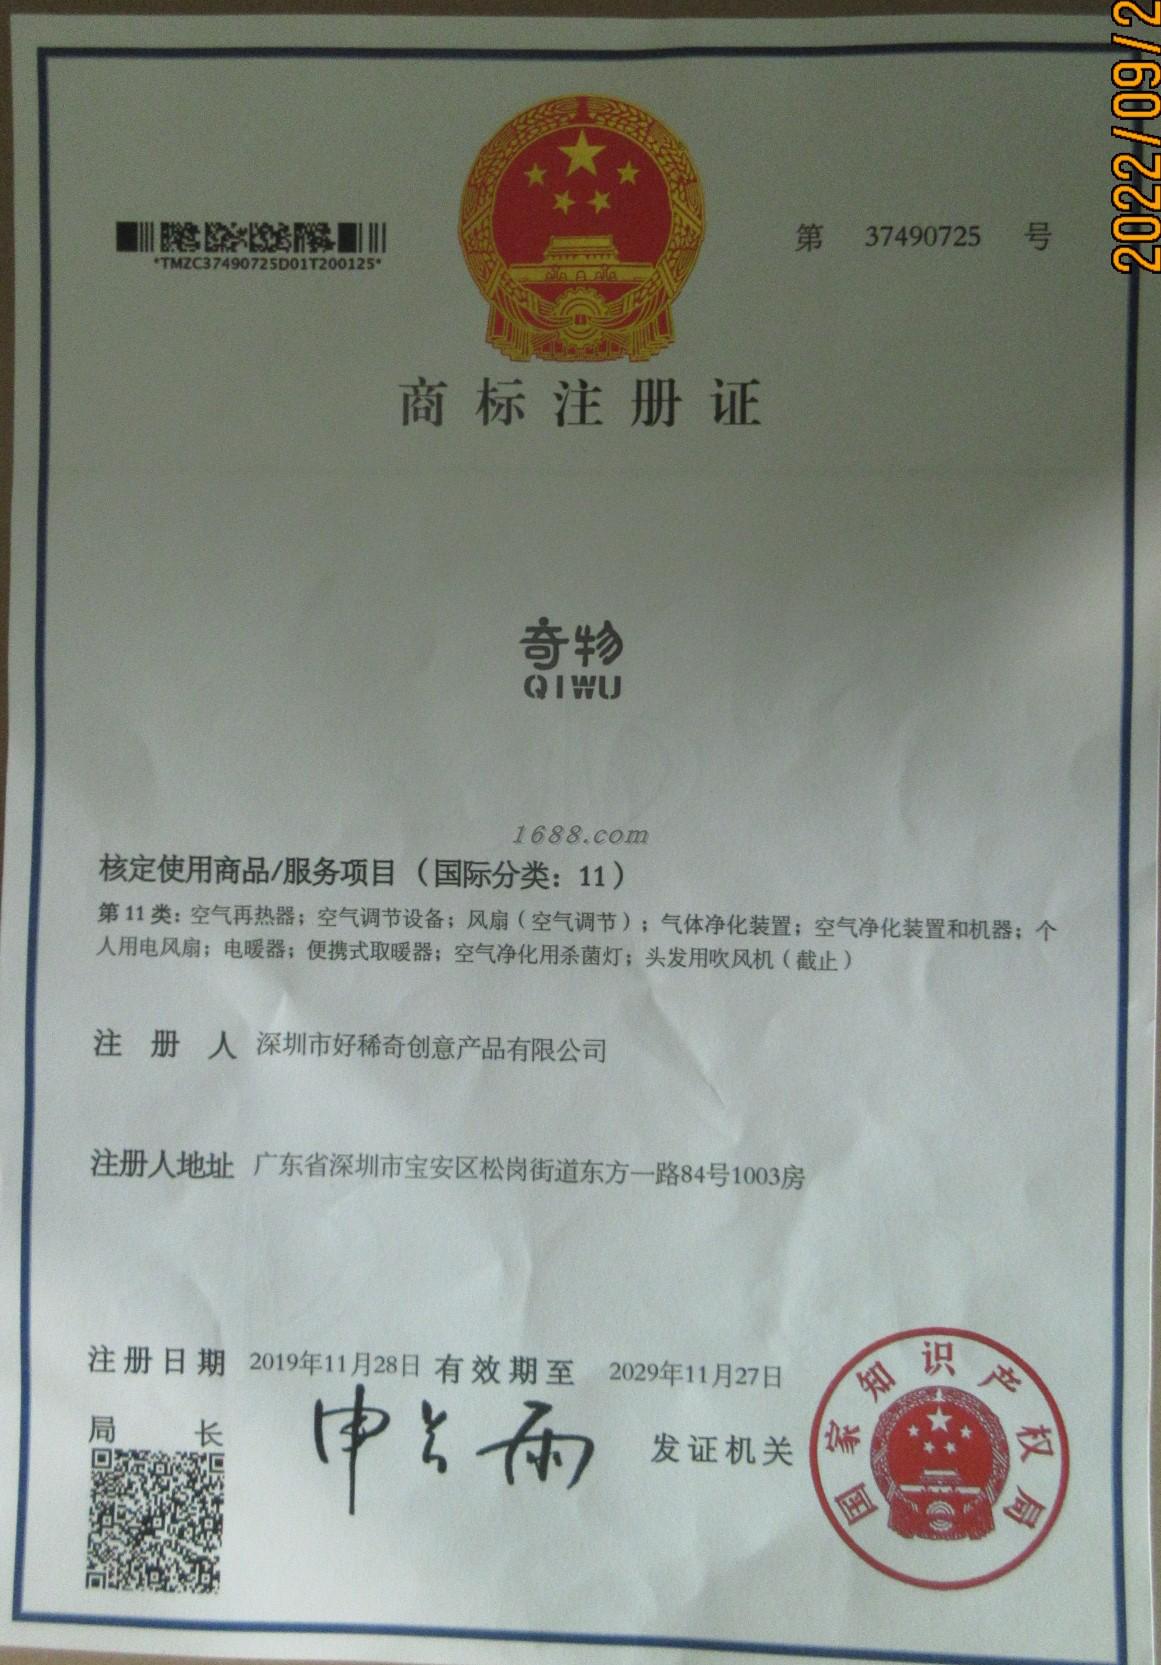 2022/09/2
第 37490725 号
*TMZC37490725D01T200125*
商标注册证
奇物
QIWU
1688.com
核定使用商品/服务项目（国际分类：11）
第 11 类：空气再热器；空气调节设备；风扇（空气调节）；气体净化装置；空气净化装置和机器；个
人用电风扇；电暖器；便携式取暖器；空气净化用杀菌灯；头发用吹风机（截止）
注 册 人 深圳市好稀奇创意产品有限公司
注册人地址 广东省深圳市宝安区松岗街道东方一路84号1003房
注册日期 2019年11月28日 有效期至 2029年11月27日
局 长 申长雨 发证机关
国家知识产权局